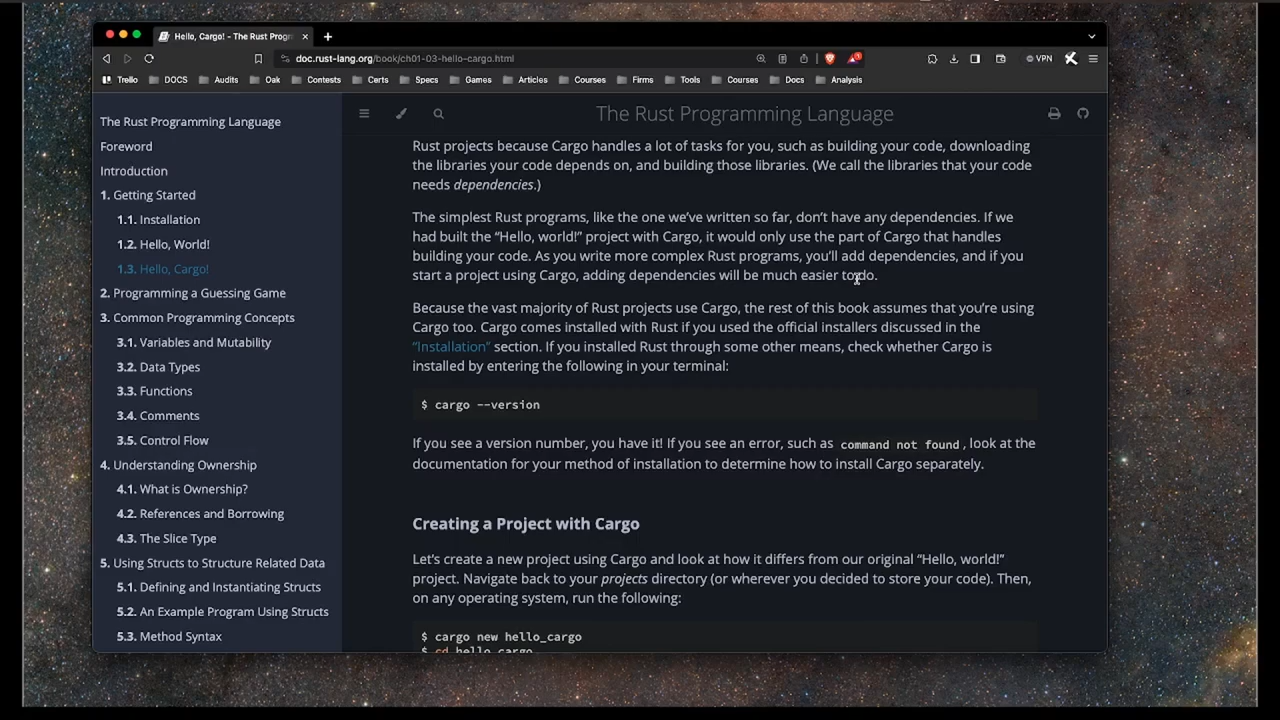 Hello, Cargo! - The Rust Progr
doc.rust-lang.org/book/ch01-03-hello-cargo.html
VPN
Trello DOCS Audits Oak Contests Certs Specs Games Articles Courses Firms Tools Courses Docs Analysis
The Rust Programming Language
Foreword
Introduction
1. Getting Started
1.1. Installation
1.2. Hello, World!
1.3. Hello, Cargo!
2. Programming a Guessing Game
3. Common Programming Concepts
3.1. Variables and Mutability
3.2. Data Types
3.3. Functions
3.4. Comments
3.5. Control Flow
4. Understanding Ownership
4.1. What is Ownership?
4.2. References and Borrowing
4.3. The Slice Type
5. Using Structs to Structure Related Data
5.1. Defining and Instantiating Structs
5.2. An Example Program Using Structs
5.3. Method Syntax
The Rust Programming Language
Rust projects because Cargo handles a lot of tasks for you, such as building your code, downloading
the libraries your code depends on, and building those libraries. (We call the libraries that your code
needs dependencies.)
The simplest Rust programs, like the one we’ve written so far, don’t have any dependencies. If we
had built the “Hello, world!” project with Cargo, it would only use the part of Cargo that handles
building your code. As you write more complex Rust programs, you’ll add dependencies, and if you
start a project using Cargo, adding dependencies will be much easier to do.
Because the vast majority of Rust projects use Cargo, the rest of this book assumes that you’re using
Cargo too. Cargo comes installed with Rust if you used the official installers discussed in the
“Installation” section. If you installed Rust through some other means, check whether Cargo is
installed by entering the following in your terminal:
$ cargo --version
If you see a version number, you have it! If you see an error, such as command not found, look at the
documentation for your method of installation to determine how to install Cargo separately.
Creating a Project with Cargo
Let’s create a new project using Cargo and look at how it differs from our original “Hello, world!”
project. Navigate back to your projects directory (or wherever you decided to store your code). Then,
on any operating system, run the following:
$ cargo new hello_cargo
$ cd hello_cargo